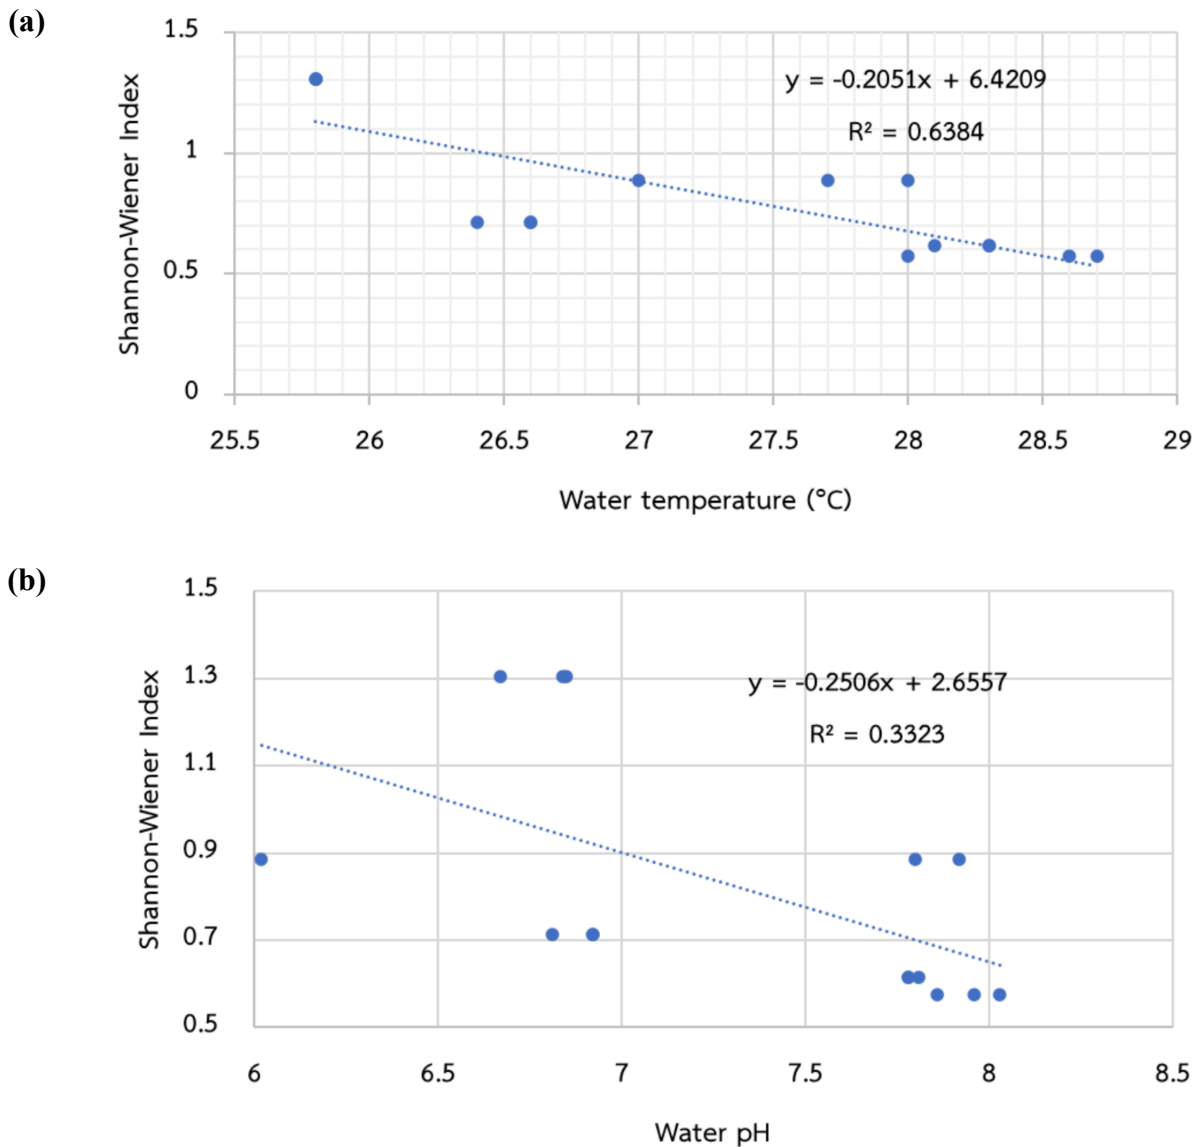 (a)
1.5
y = -0.2051x + 6.4209
R² = 0.6384
1
0.5
0
Shannon-Wiener Index
25.5 26 26.5 27 27.5 28 28.5 29
Water temperature (°C)
(b)
1.5
1.3
y = -0.2506x + 2.6557
R² = 0.3323
1.1
0.9
0.7
0.5
Shannon-Wiener Index
6 6.5 7 7.5 8 8.5
Water pH